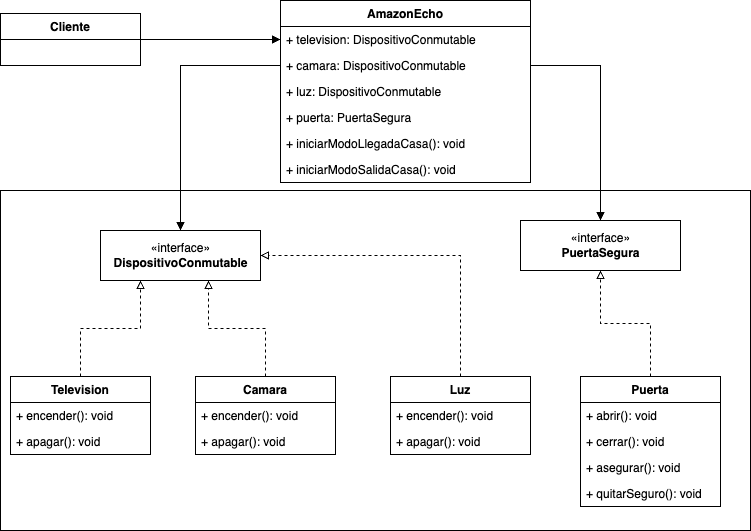 Cliente
AmazonEcho
+ television: DispositivoConmutable
+ camara: DispositivoConmutable
+ luz: DispositivoConmutable
+ puerta: PuertaSegura
+ iniciarModoLlegadaCasa(): void
+ iniciarModoSalidaCasa(): void
«interface»
DispositivoConmutable
«interface»
PuertaSegura
Television
+ encender(): void
+ apagar(): void
Camara
+ encender(): void
+ apagar(): void
Luz
+ encender(): void
+ apagar(): void
Puerta
+ abrir(): void
+ cerrar(): void
+ asegurar(): void
+ quitarSeguro(): void